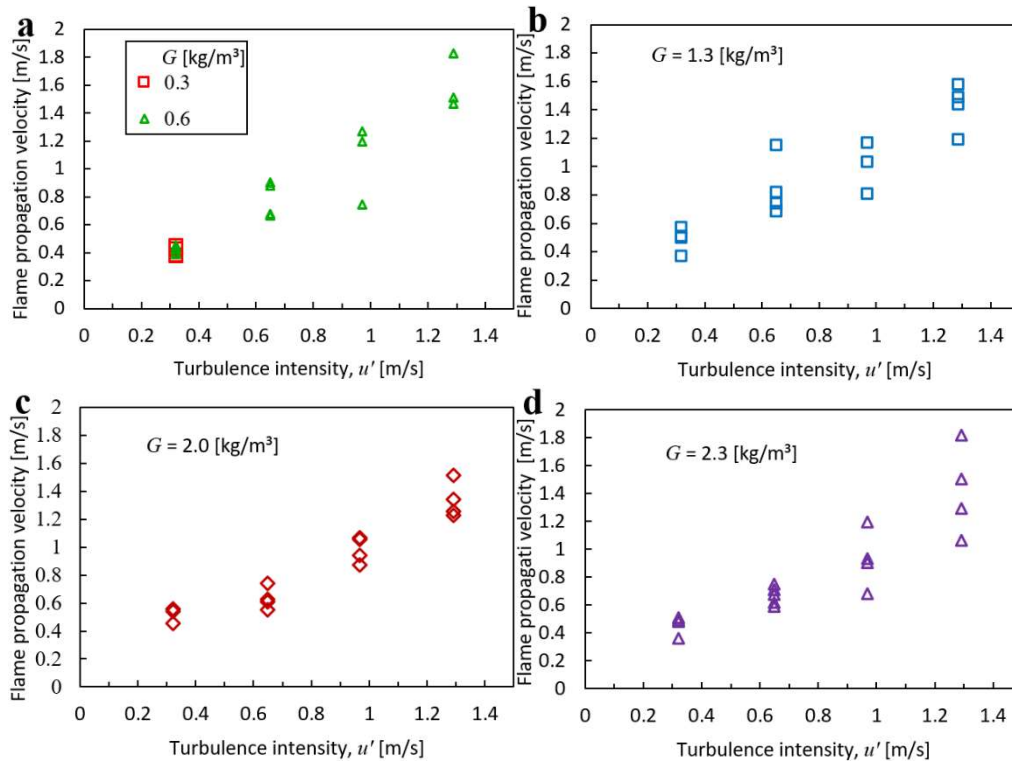 a
2
1.8
1.6
1.4
1.2
1
0.8
0.6
0.4
0.2
0
Flame propagation velocity [m/s]
G [kg/m³]
0.3
0.6
0 0.2 0.4 0.6 0.8 1 1.2 1.4
Turbulence intensity, u' [m/s]
b
2
1.8
1.6
1.4
1.2
1
0.8
0.6
0.4
0.2
0
Flame propagation velocity [m/s]
G = 1.3 [kg/m³]
0 0.2 0.4 0.6 0.8 1 1.2 1.4
Turbulence intensity, u' [m/s]
c
2
1.8
1.6
1.4
1.2
1
0.8
0.6
0.4
0.2
0
Flame propagation velocity [m/s]
G = 2.0 [kg/m³]
0 0.2 0.4 0.6 0.8 1 1.2 1.4
Turbulence intensity, u' [m/s]
d
2
1.8
1.6
1.4
1.2
1
0.8
0.6
0.4
0.2
0
Flame propagati velocity [m/s]
G = 2.3 [kg/m³]
0 0.2 0.4 0.6 0.8 1 1.2 1.4
Turbulence intensity, u' [m/s]